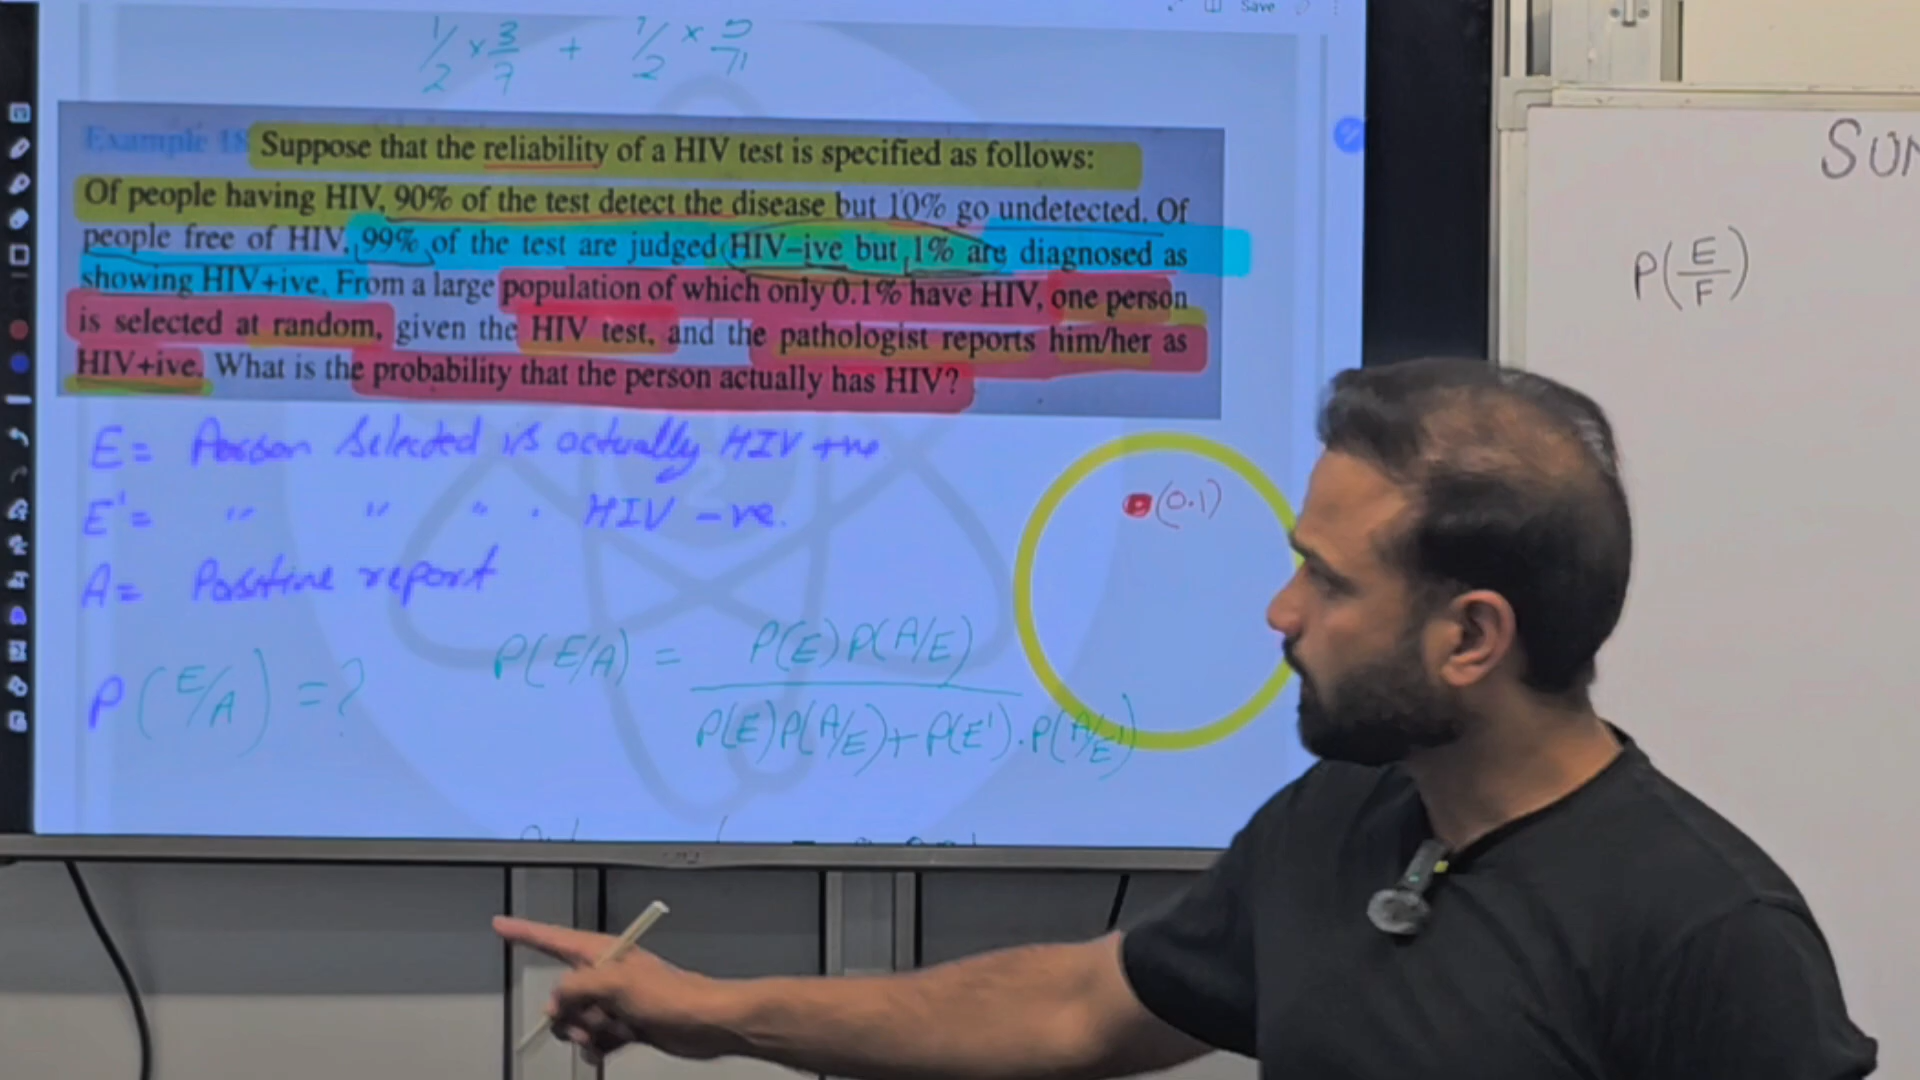 Save
1/2 × 3/7 + 1/2 × 5/11
Example 18 Suppose that the reliability of a HIV test is specified as follows:
Of people having HIV, 90% of the test detect the disease but 10% go undetected. Of
people free of HIV, 99% of the test are judged HIV–ive but 1% are diagnosed as
showing HIV+ive. From a large population of which only 0.1% have HIV, one person
is selected at random, given the HIV test, and the pathologist reports him/her as
HIV+ive. What is the probability that the person actually has HIV?
E = Person Selected is actually HIV +ve
E' = " " " . HIV -ve.
A = Positive report
(0.1)
P(E/A) = ?
P(E/A) = P(E)P(A/E)
P(E)P(A/E) + P(E').P(A/E')
SUM
P(E/F)